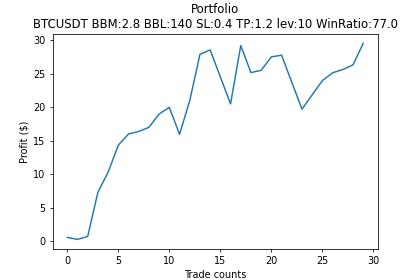 Portfolio
BTCUSDT BBM:2.8 BBL:140 SL:0.4 TP:1.2 lev:10 WinRatio:77.0
30
25
20
15
10
5
0
Profit ($)
0 5 10 15 20 25 30
Trade counts